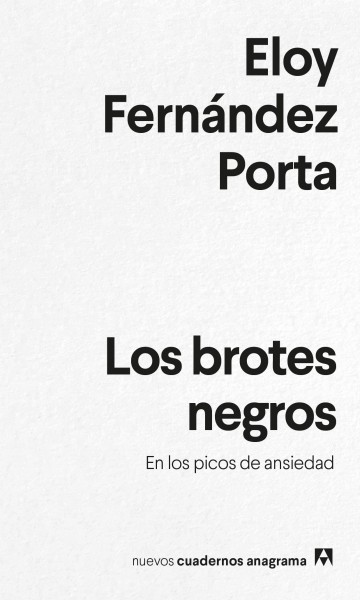 Eloy
Fernández
Porta
Los brotes
negros
En los picos de ansiedad
nuevos cuadernos anagrama